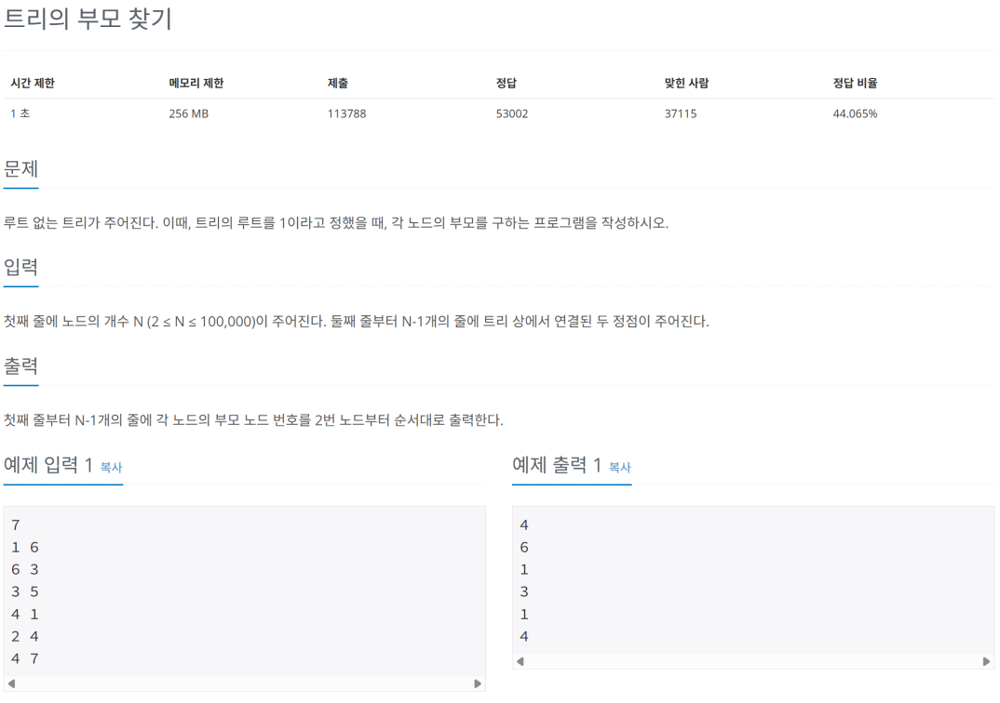 트리의 부모 찾기
시간 제한 메모리 제한 제출 정답 맞힌 사람 정답 비율
1 초 256 MB 113788 53002 37115 44.065%
문제
루트 없는 트리가 주어진다. 이때, 트리의 루트를 1이라고 정했을 때, 각 노드의 부모를 구하는 프로그램을 작성하시오.
입력
첫째 줄에 노드의 개수 N (2 ≤ N ≤ 100,000)이 주어진다. 둘째 줄부터 N-1개의 줄에 트리 상에서 연결된 두 정점이 주어진다.
출력
첫째 줄부터 N-1개의 줄에 각 노드의 부모 노드 번호를 2번 노드부터 순서대로 출력한다.
예제 입력 1 복사
7
1 6
6 3
3 5
4 1
2 4
4 7
예제 출력 1 복사
4
6
1
3
1
4